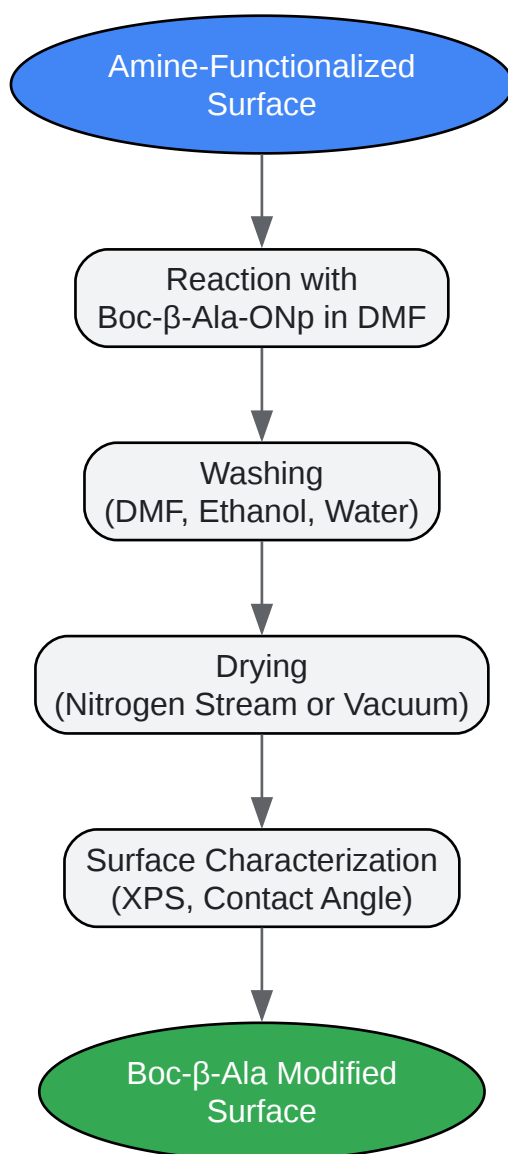 Amine-Functionalized
Surface
Reaction with
Boc-β-Ala-ONp in DMF
Washing
(DMF, Ethanol, Water)
Drying
(Nitrogen Stream or Vacuum)
Surface Characterization
(XPS, Contact Angle)
Boc-β-Ala Modified
Surface